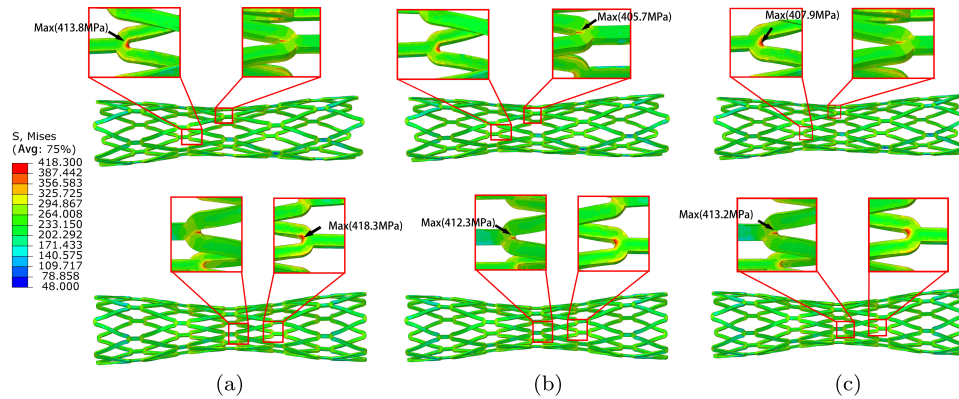 Max(413.8MPa)
Max(405.7MPa)
Max(407.9MPa)
S, Mises
(Avg: 75%)
418.300
387.442
356.583
325.725
294.867
264.008
233.150
202.292
171.433
140.575
109.717
78.858
48.000
Max(418.3MPa)
Max(412.3MPa)
Max(413.2MPa)
(a)
(b)
(c)